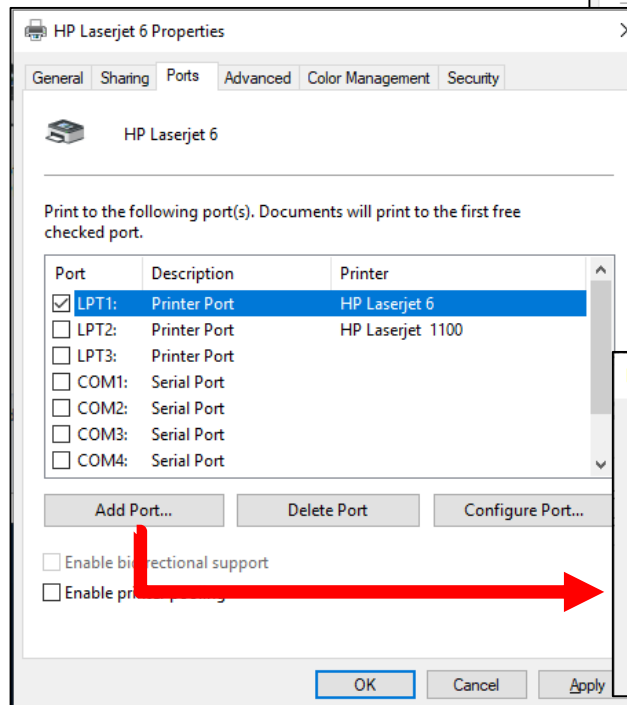 HP Laserjet 6 Properties
General Sharing Ports Advanced Color Management Security
HP Laserjet 6
Print to the following port(s). Documents will print to the first free
checked port.
Port Description Printer
LPT1: Printer Port HP Laserjet 6
LPT2: Printer Port HP Laserjet 1100
LPT3: Printer Port
COM1: Serial Port
COM2: Serial Port
COM3: Serial Port
COM4: Serial Port
Add Port... Delete Port Configure Port...
Enable bidirectional support
Enable printer
OK Cancel Apply